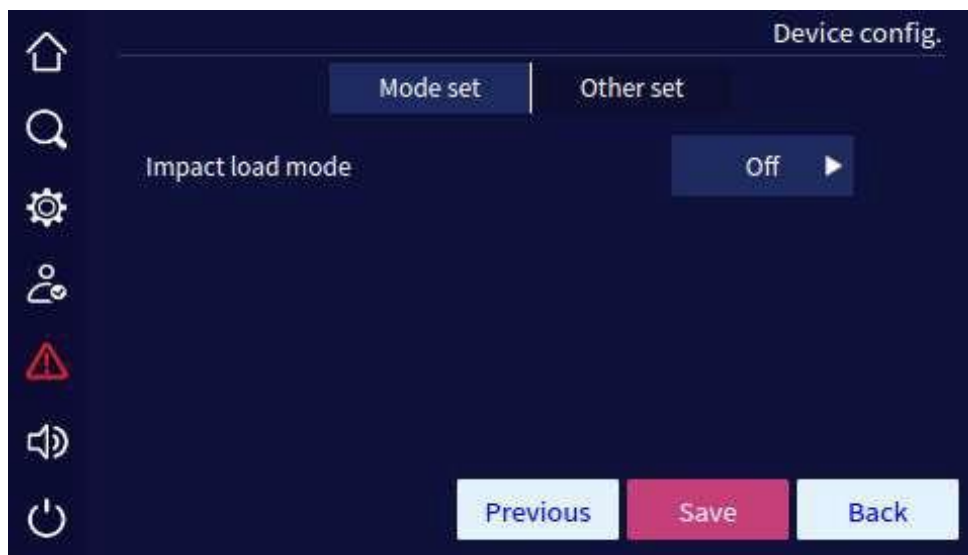 Device config.
Mode set Other set
Impact load mode Off
Previous Save Back